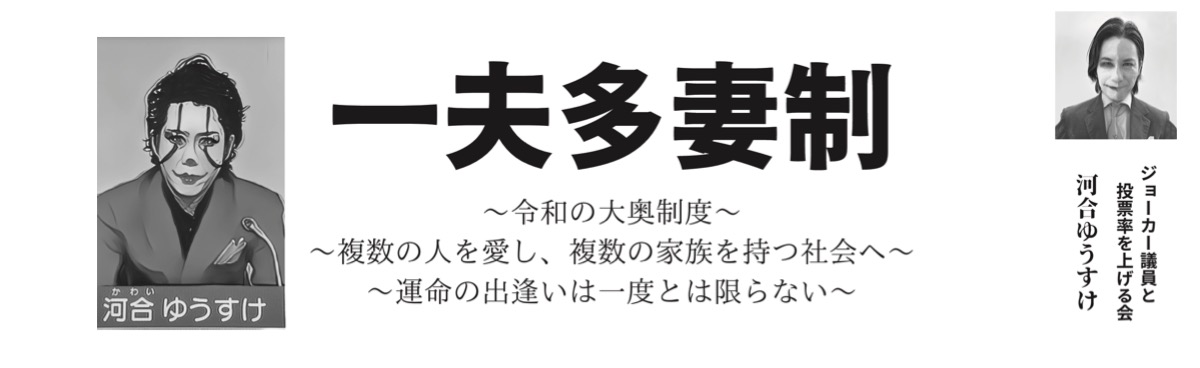 一夫多妻制
〜令和の大奥制度〜
〜複数の人を愛し、複数の家族を持つ社会へ〜
〜運命の出逢いは一度とは限らない〜
かわい
河合 ゆうすけ
ジョーカー議員と
投票率を上げる会
河合ゆうすけ